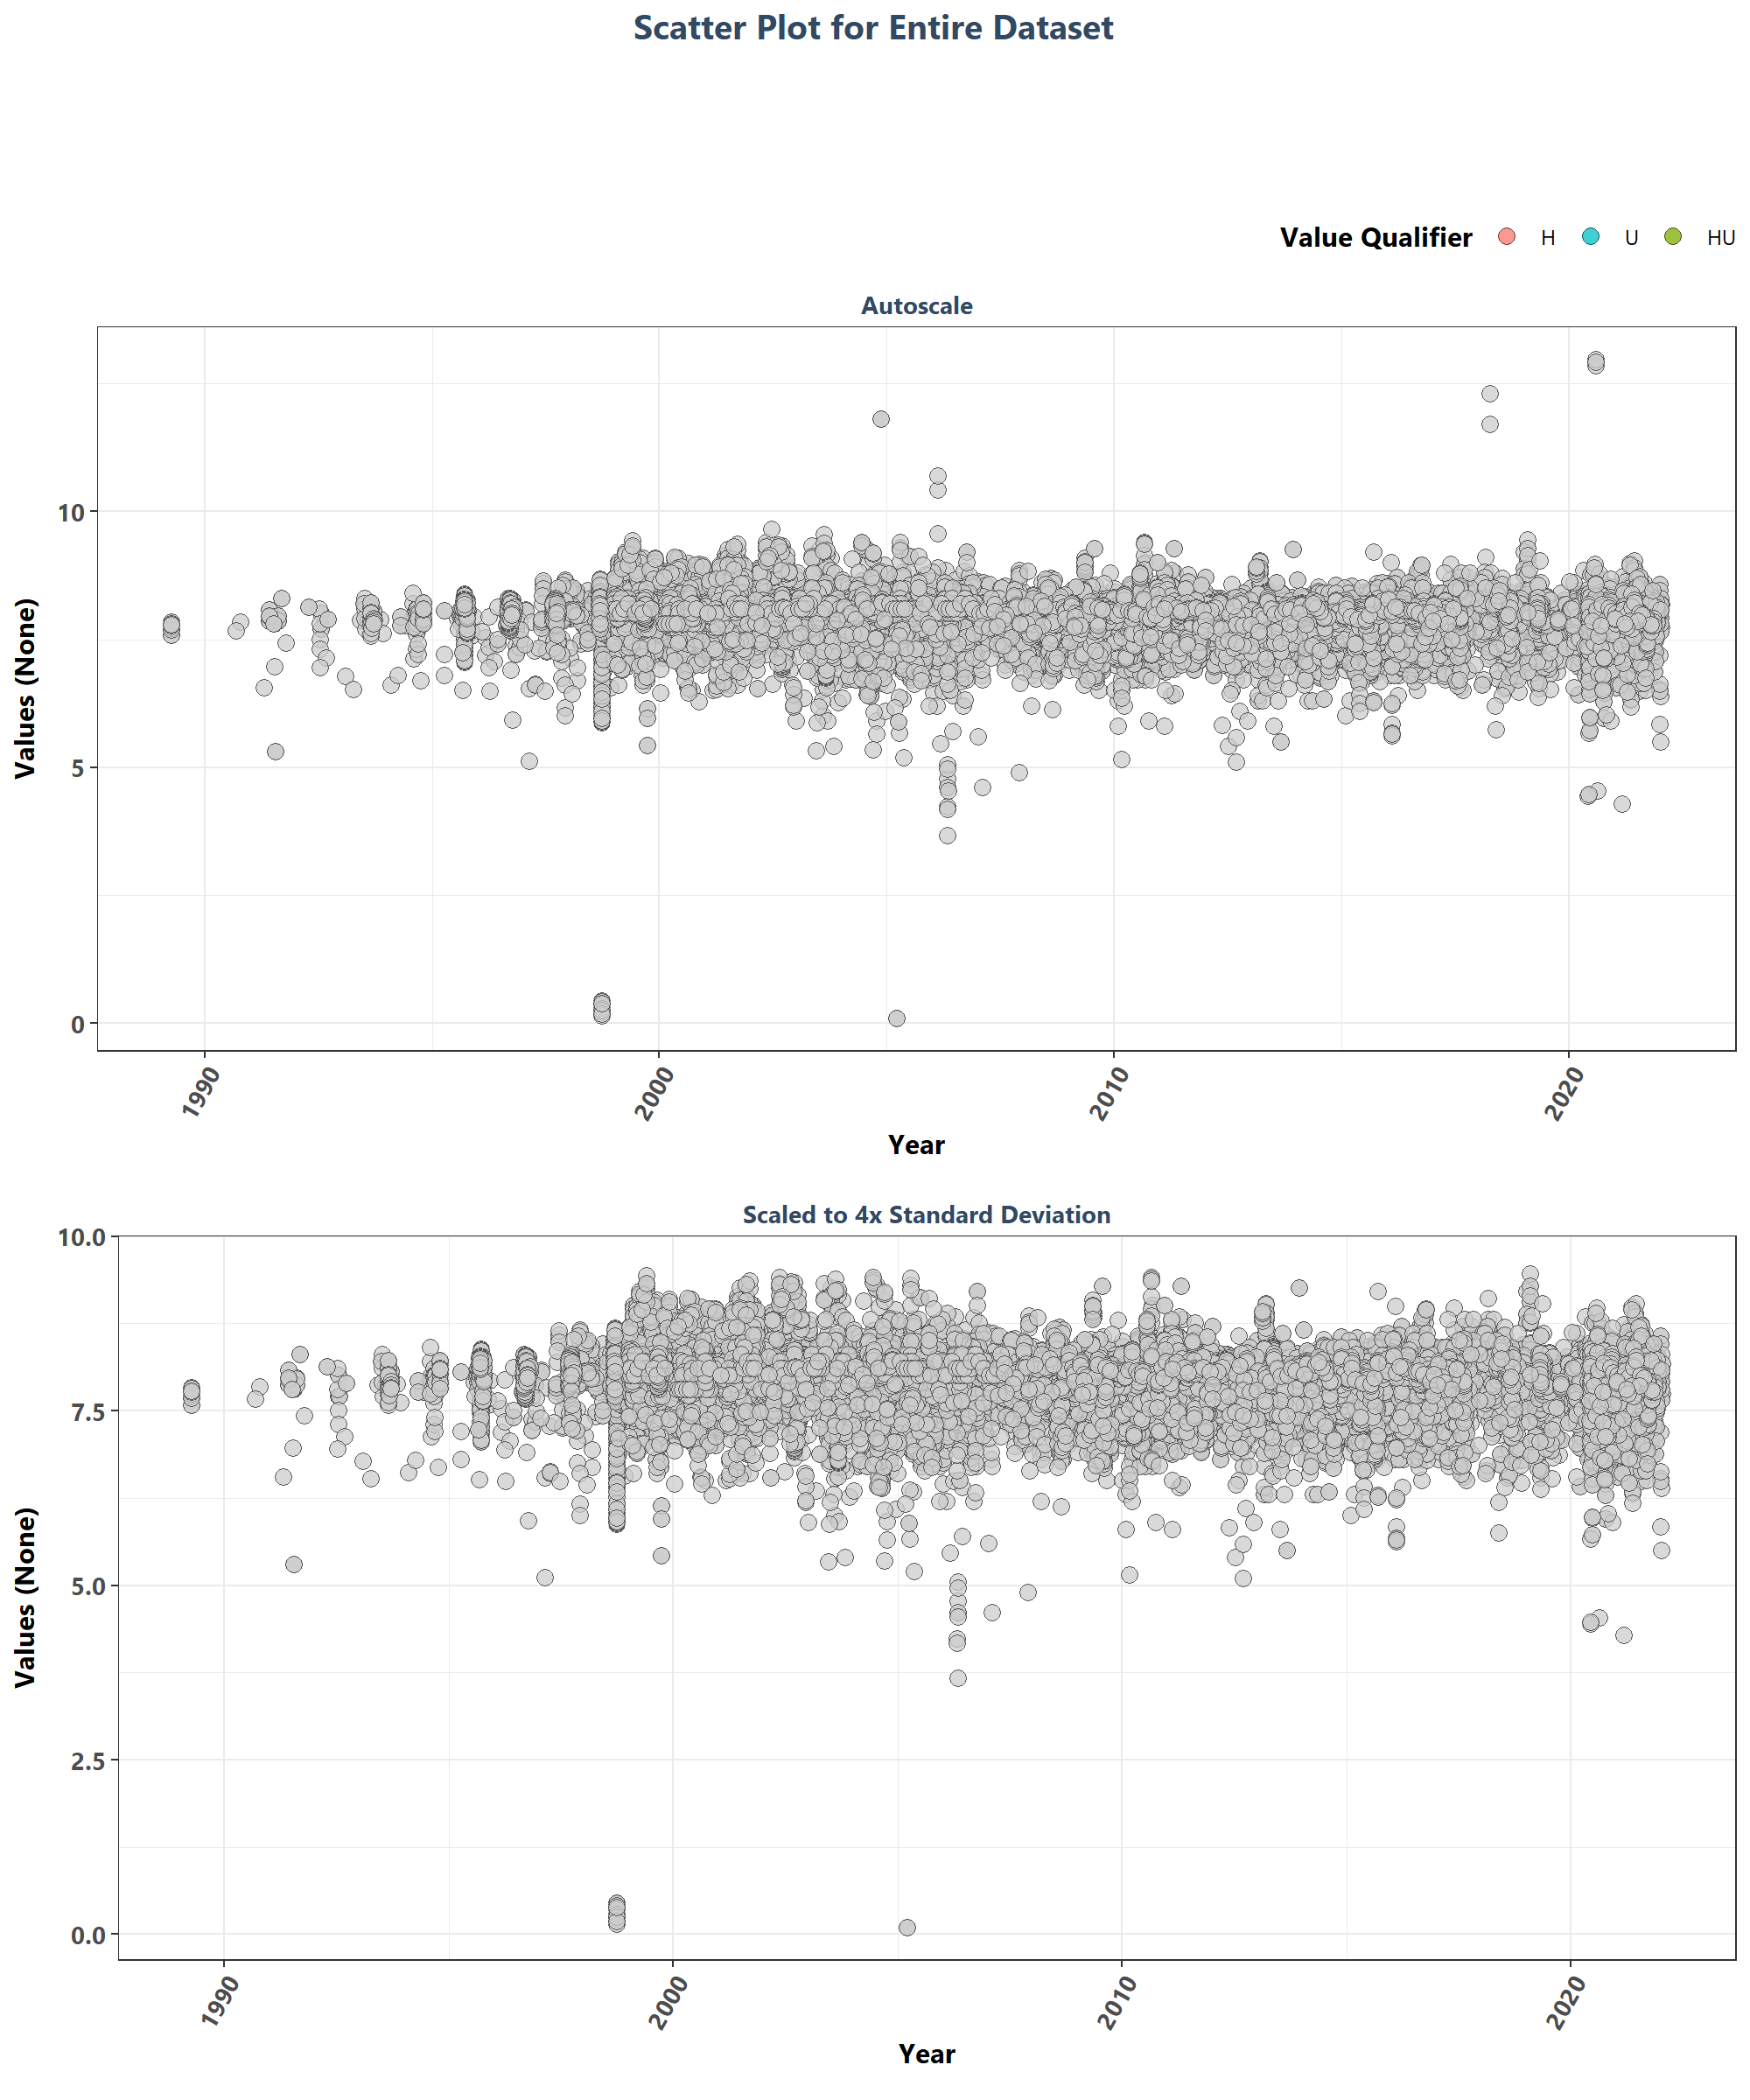 Scatter Plot for Entire Dataset
Value Qualifier H U HU
Autoscale
Values (None)
10
5
0
1990 2000 2010 2020
Year
Scaled to 4x Standard Deviation
Values (None)
10.0
7.5
5.0
2.5
0.0
1990 2000 2010 2020
Year